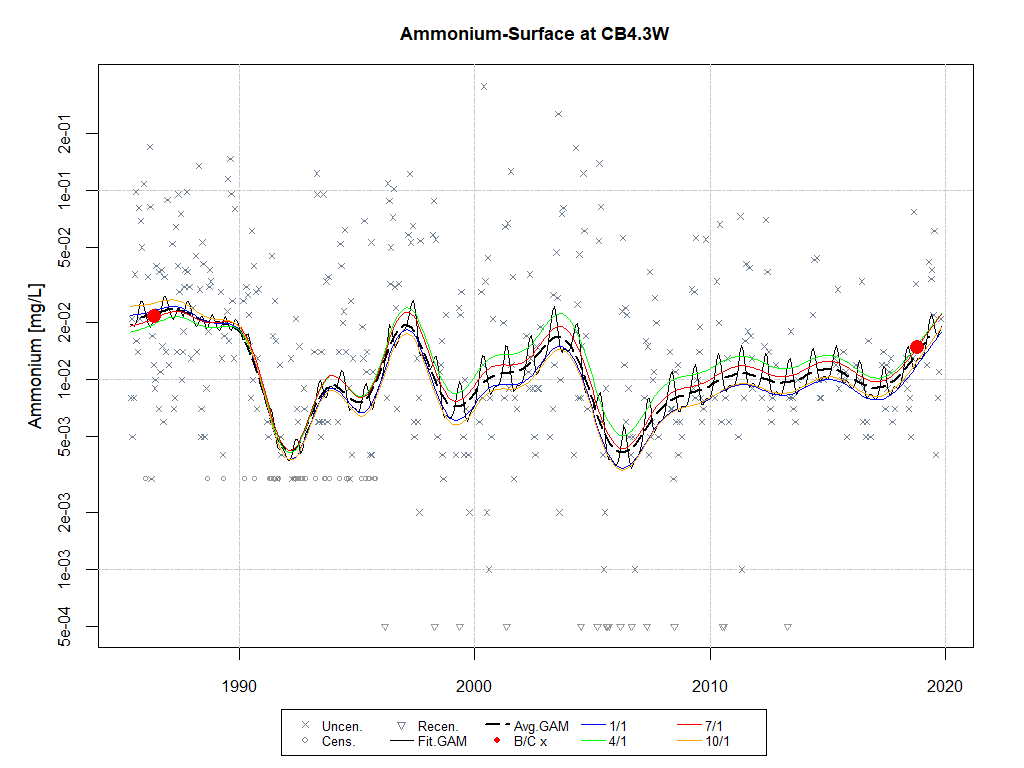 Ammonium-Surface at CB4.3W
Ammonium [mg/L]
2e-01
1e-01
5e-02
2e-02
1e-02
5e-03
2e-03
1e-03
5e-04
1990 2000 2010 2020
Uncen. Recen. Avg.GAM 1/1 7/1
Cens. Fit.GAM B/C x 4/1 10/1